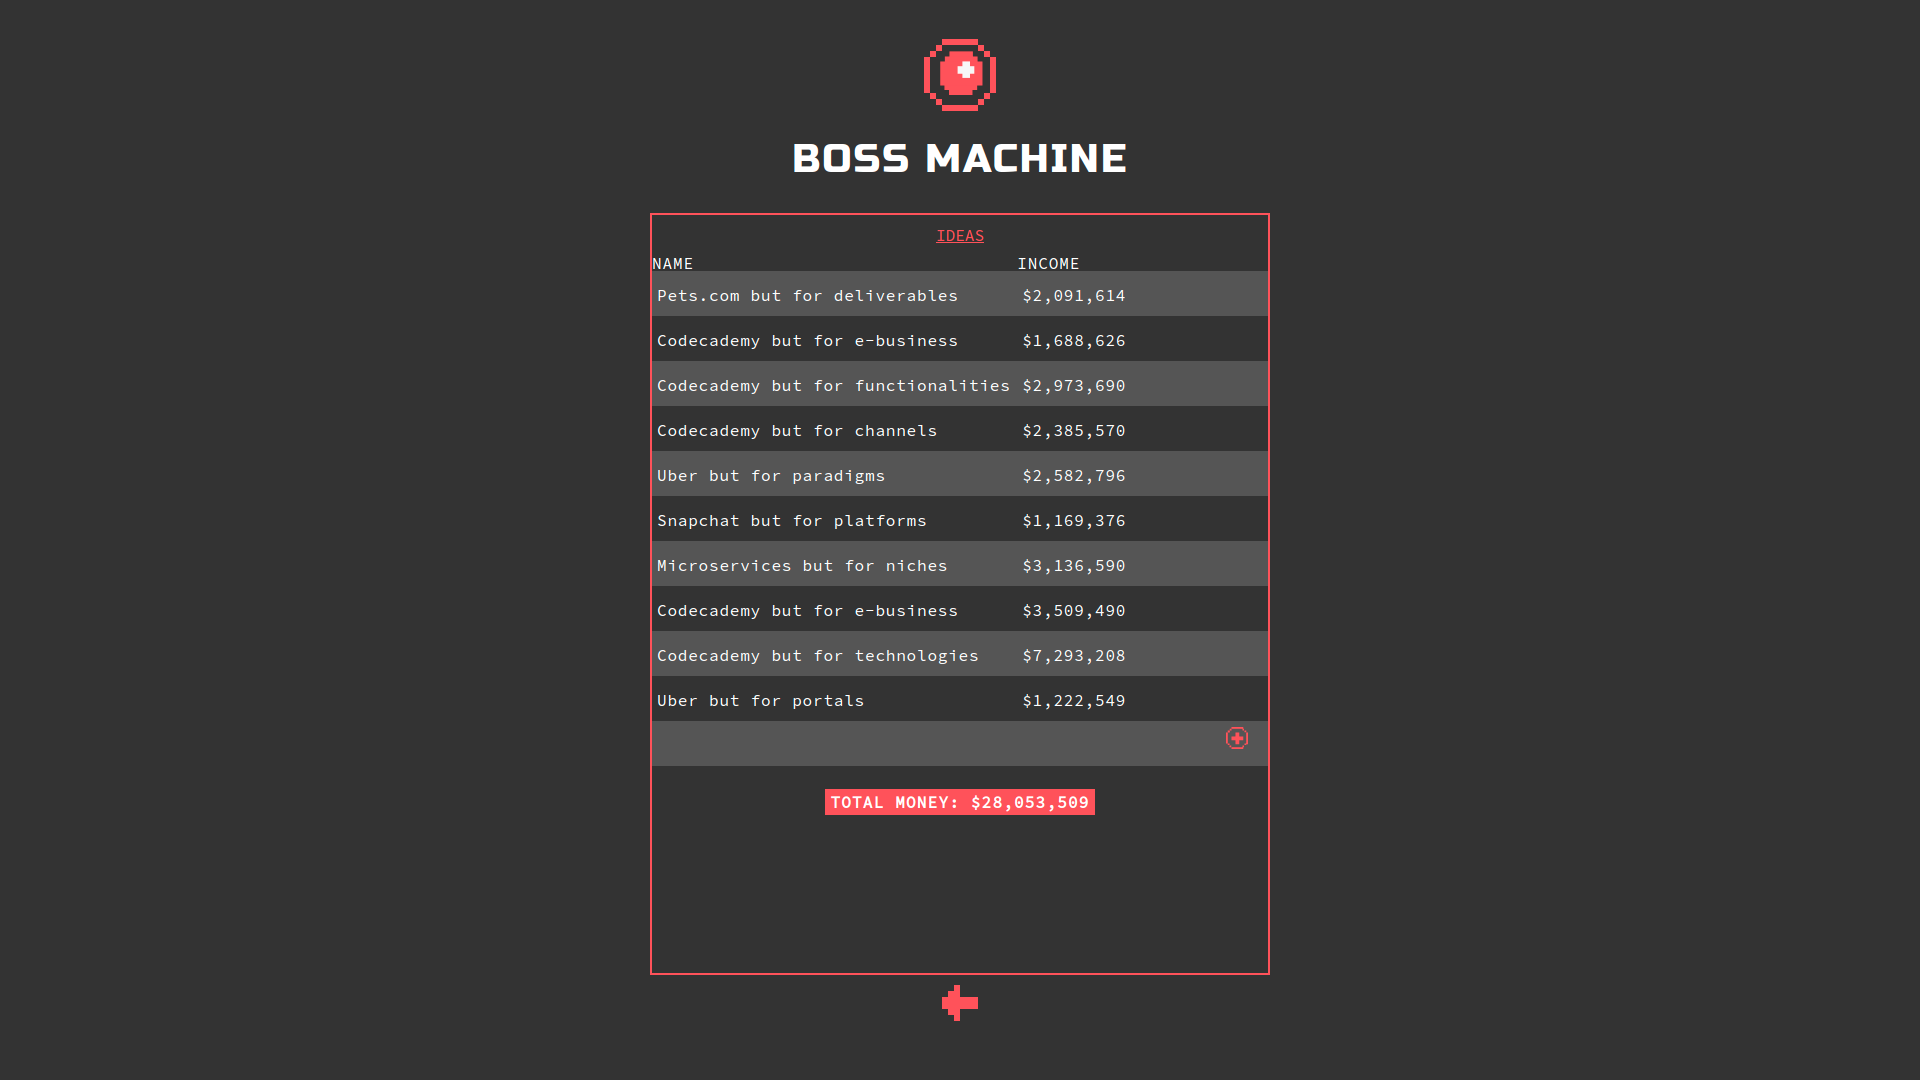 BOSS MACHINE
IDEAS
NAME INCOME
Pets.com but for deliverables $2,091,614
Codecademy but for e-business $1,688,626
Codecademy but for functionalities $2,973,690
Codecademy but for channels $2,385,570
Uber but for paradigms $2,582,796
Snapchat but for platforms $1,169,376
Microservices but for niches $3,136,590
Codecademy but for e-business $3,509,490
Codecademy but for technologies $7,293,208
Uber but for portals $1,222,549
TOTAL MONEY: $28,053,509